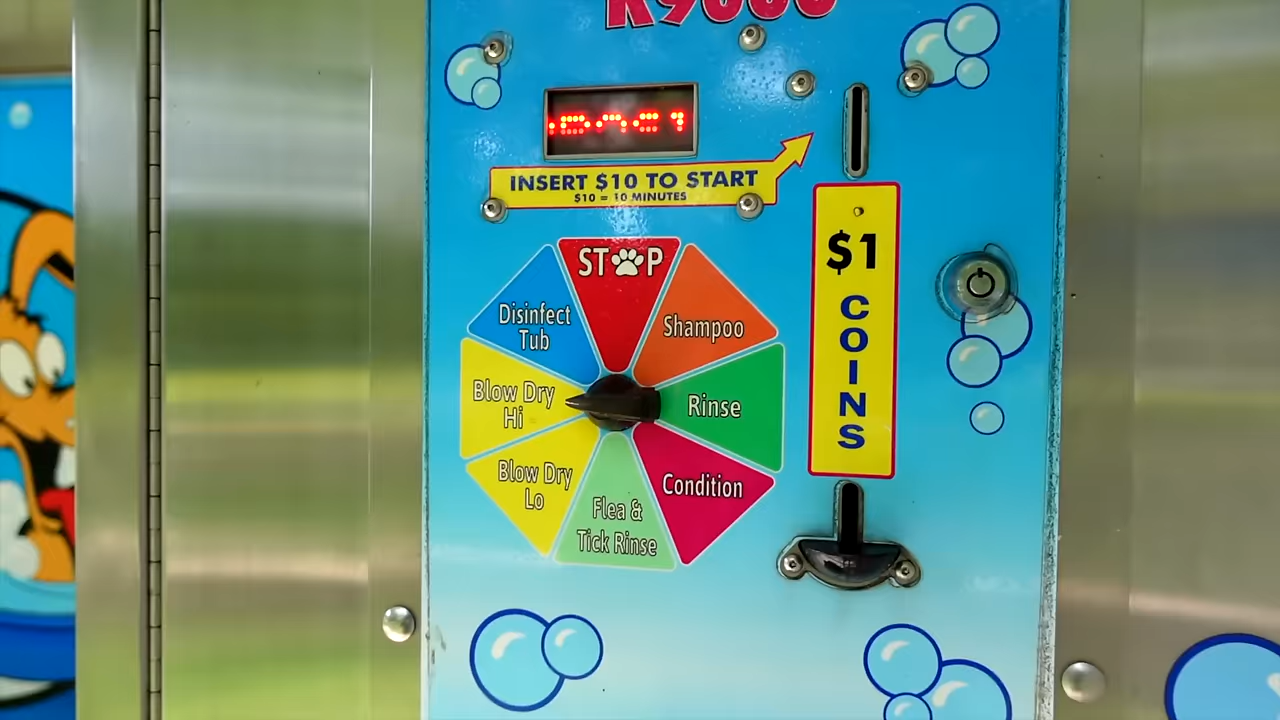 K9000
INSERT $10 TO START
$10 = 10 MINUTES
$1
COINS
STOP
Shampoo
Rinse
Condition
Flea &
Tick Rinse
Blow Dry
Lo
Blow Dry
Hi
Disinfect
Tub